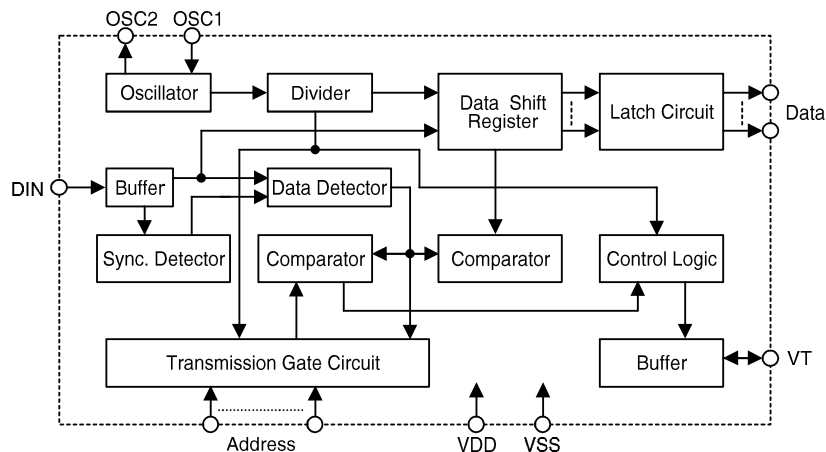 OSC2 OSC1
Oscillator
Divider
Data Shift
Register
Latch Circuit
Data
DIN
Buffer
Data Detector
Sync. Detector
Comparator
Comparator
Control Logic
Transmission Gate Circuit
Buffer
VT
Address
VDD
VSS